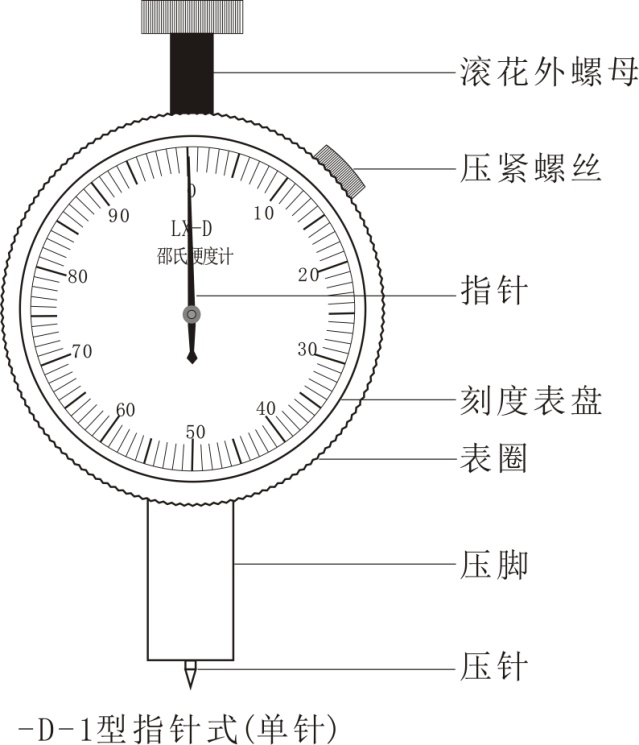 滚花外螺母
压紧螺丝
0
90
10
LX-D
邵氏硬度计
80
20
指针
70
30
刻度表盘
60
40
50
表圈
压脚
压针
-D-1型指针式(单针)